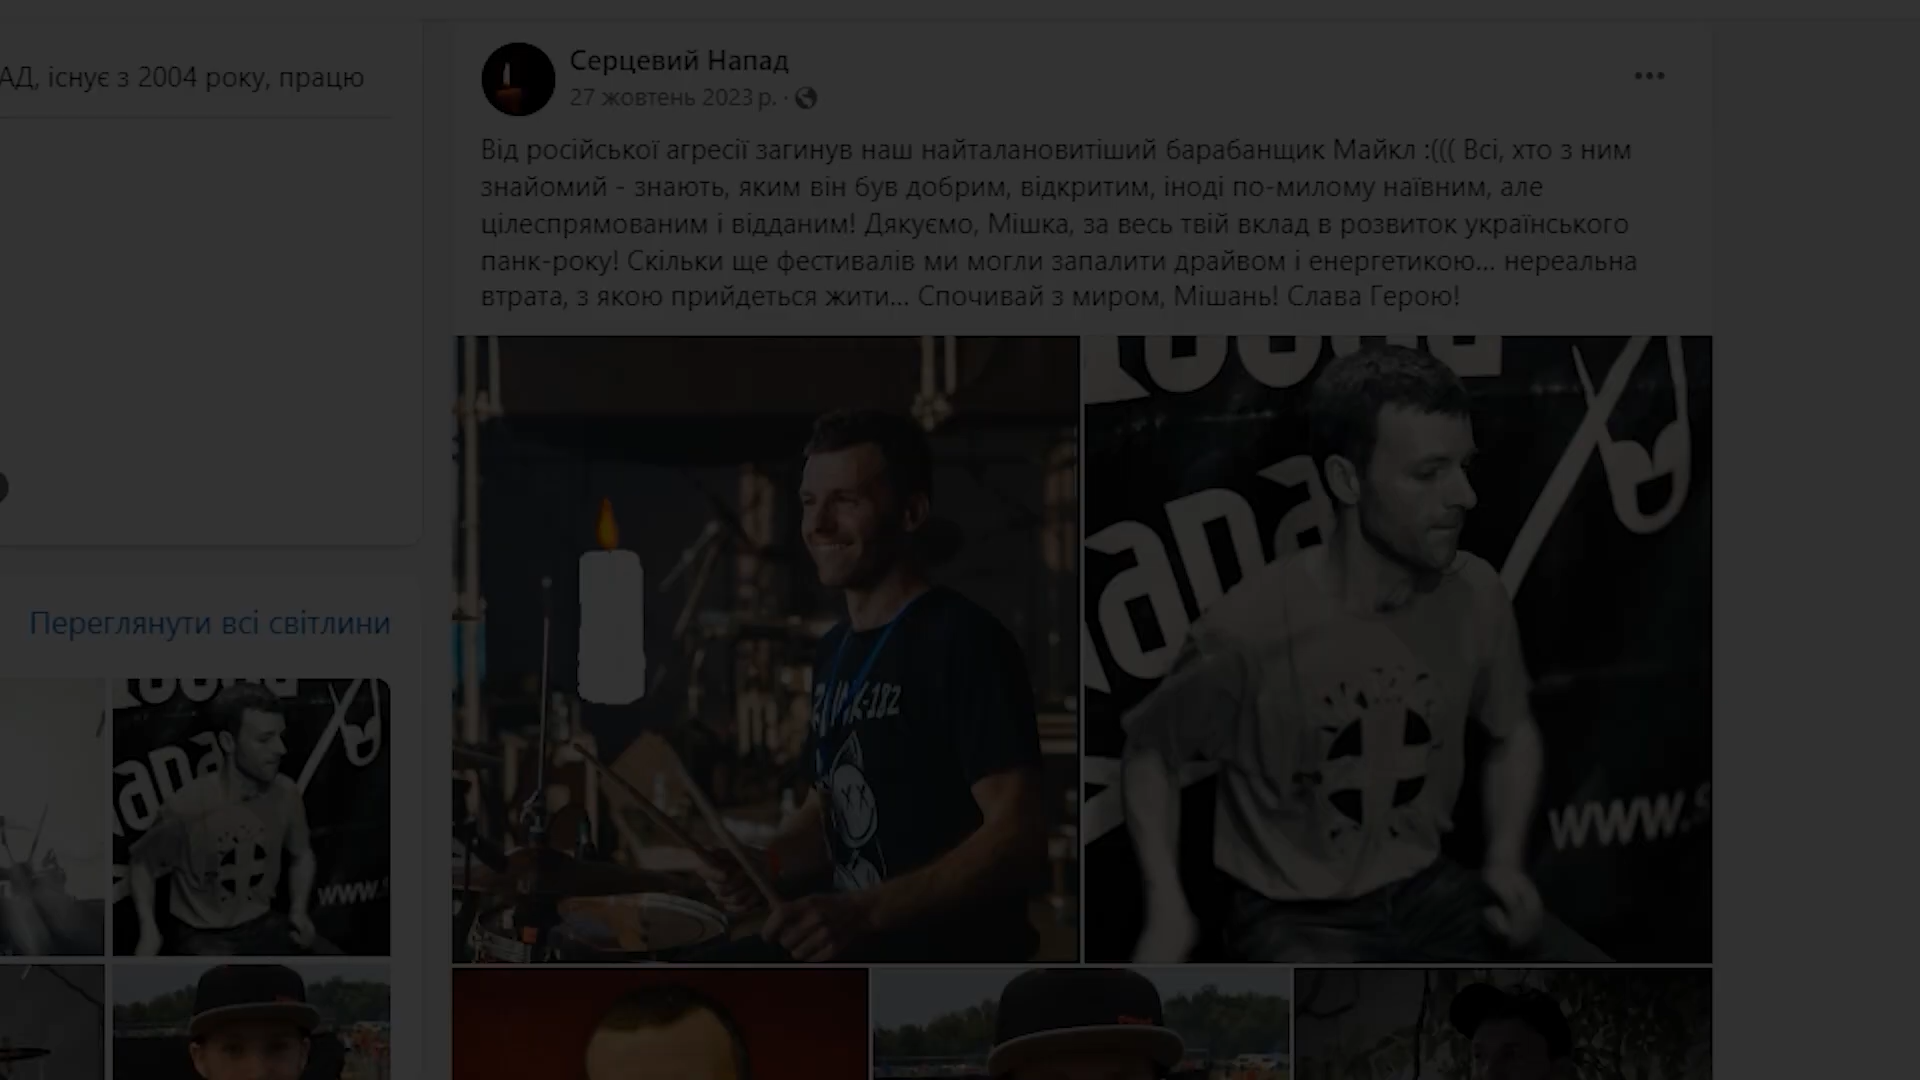 АД, існує з 2004 року, працю
Серцевий Напад
27 жовтень 2023 р. ·
Від російської агресії загинув наш найталановитіший барабанщик Майкл :((( Всі, хто з ним
знайомий - знають, яким він був добрим, відкритим, іноді по-милому наївним, але
цілеспрямованим і відданим! Дякуємо, Мішка, за весь твій вклад в розвиток українського
панк-року! Скільки ще фестивалів ми могли запалити драйвом і енергетикою... нереальна
втрата, з якою прийдеться жити... Спочивай з миром, Мішань! Слава Герою!
Переглянути всі світлини
www.s
www.